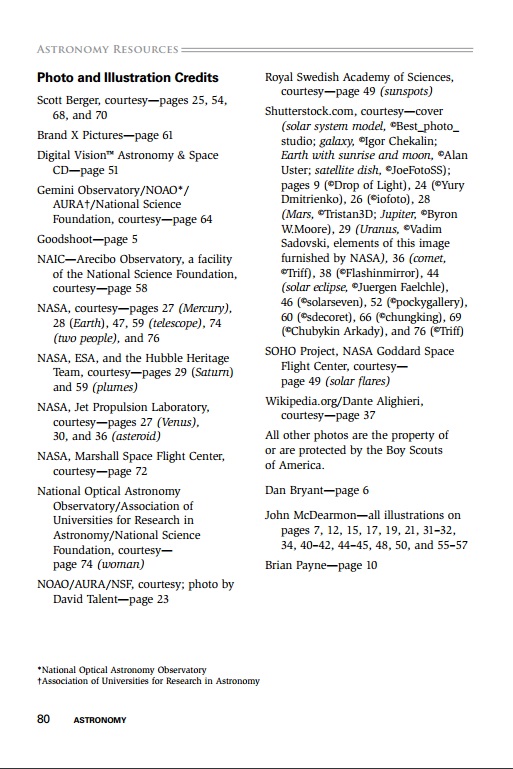 ASTRONOMY RESOURCES
Photo and Illustration Credits
Scott Berger, courtesy—pages 25, 54,
68, and 70
Brand X Pictures—page 61
Digital Vision™ Astronomy & Space
CD—page 51
Gemini Observatory/NOAO*/
AURA†/National Science
Foundation, courtesy—page 64
Goodshoot—page 5
NAIC—Arecibo Observatory, a facility
of the National Science Foundation,
courtesy—page 58
NASA, courtesy—pages 27 (Mercury),
28 (Earth), 47, 59 (telescope), 74
(two people), and 76
NASA, ESA, and the Hubble Heritage
Team, courtesy—pages 29 (Saturn)
and 59 (plumes)
NASA, Jet Propulsion Laboratory,
courtesy—pages 27 (Venus),
30, and 36 (asteroid)
NASA, Marshall Space Flight Center,
courtesy—page 72
National Optical Astronomy
Observatory/Association of
Universities for Research in
Astronomy/National Science
Foundation, courtesy—
page 74 (woman)
NOAO/AURA/NSF, courtesy; photo by
David Talent—page 23
Royal Swedish Academy of Sciences,
courtesy—page 49 (sunspots)
Shutterstock.com, courtesy—cover
(solar system model, ©Best_photo_
studio; galaxy, ©Igor Chekalin;
Earth with sunrise and moon, ©Alan
Uster; satellite dish, ©JoeFotoSS);
pages 9 (©Drop of Light), 24 (©Yury
Dmitrienko), 26 (©iofoto), 28
(Mars, ©Tristan3D; Jupiter, ©Byron
W.Moore), 29 (Uranus, ©Vadim
Sadovski, elements of this image
furnished by NASA), 36 (comet,
©Triff), 38 (©Flashinmirror), 44
(solar eclipse, ©Juergen Faelchle),
46 (©solarseven), 52 (©pockygallery),
60 (©sdecoret), 66 (©chungking), 69
(©Chubykin Arkady), and 76 (©Triff)
SOHO Project, NASA Goddard Space
Flight Center, courtesy—
page 49 (solar flares)
Wikipedia.org/Dante Alighieri,
courtesy—page 37
All other photos are the property of
or are protected by the Boy Scouts
of America.
Dan Bryant—page 6
John McDearmon—all illustrations on
pages 7, 12, 15, 17, 19, 21, 31–32,
34, 40–42, 44–45, 48, 50, and 55–57
Brian Payne—page 10
*National Optical Astronomy Observatory
†Association of Universities for Research in Astronomy
80 ASTRONOMY